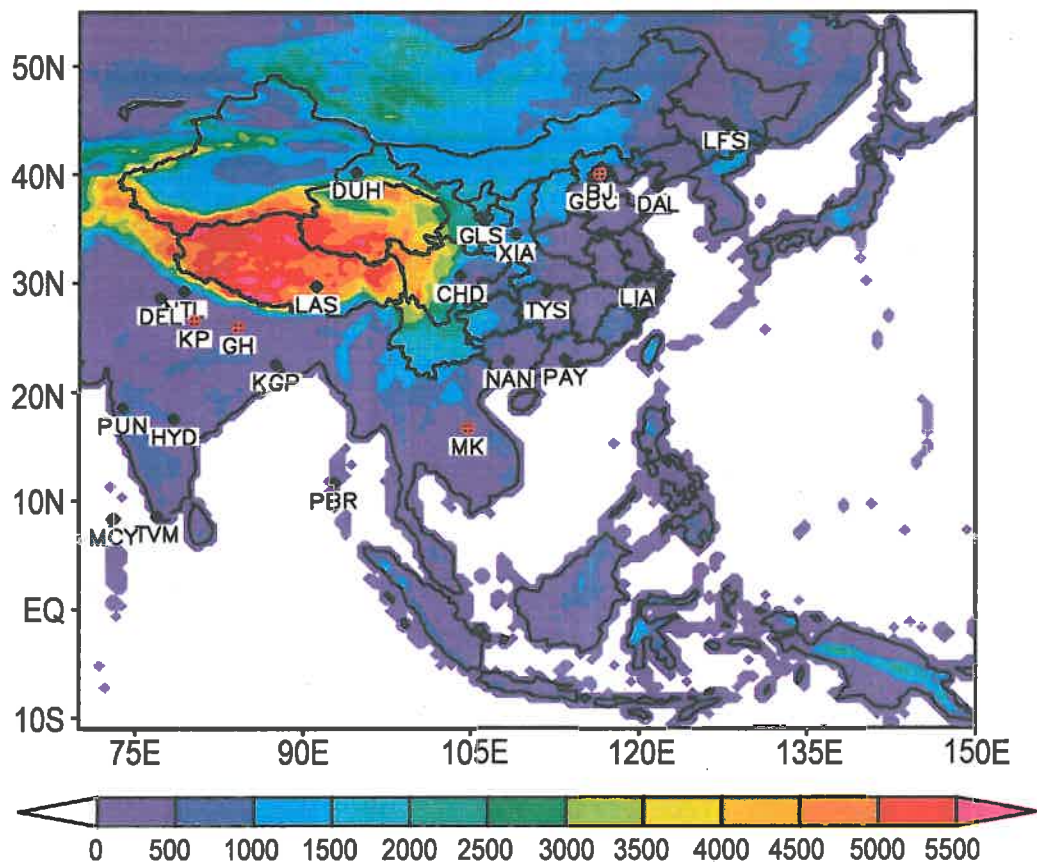 50N
LFS
40N
DUH
BJ
DAL
GLS
XIA
30N
CHD
LAS
TYS
LIA
DEL
KP
GH
KGP
NAN
PAY
20N
PUN
HYD
MK
10N
PBR
MCY
TVM
EQ
10S
75E 90E 105E 120E 135E 150E
0 500 1000 1500 2000 2500 3000 3500 4000 4500 5000 5500